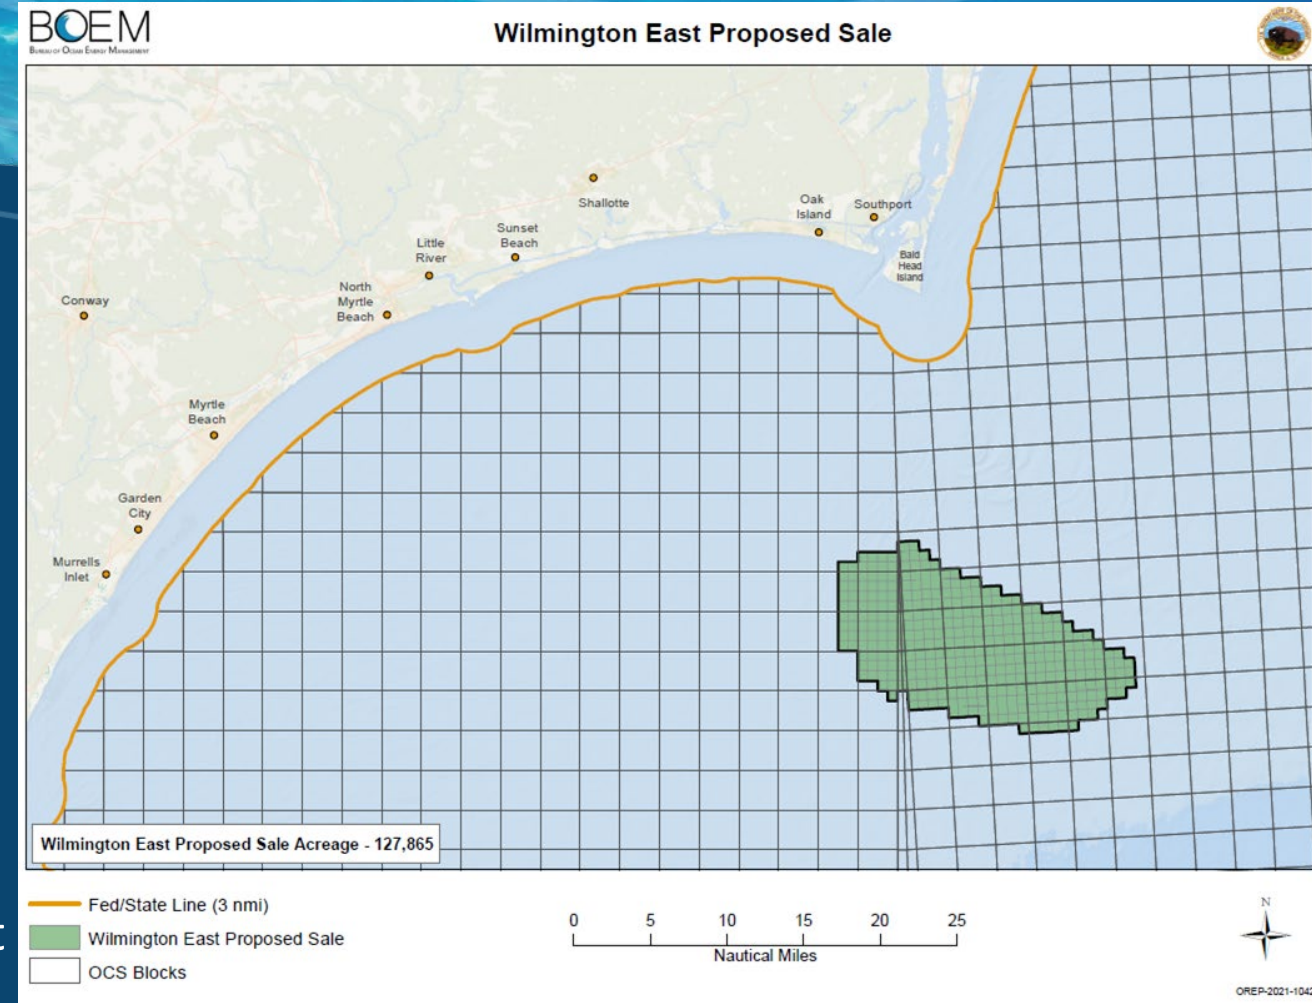 BOEM
BUREAU OF OCEAN ENERGY MANAGEMENT
Wilmington East Proposed Sale
Shallotte
Oak
Island
Southport
Sunset
Beach
Little
River
Bald
Head
Island
North
Myrtle
Beach
Conway
Myrtle
Beach
Garden
City
Murrells
Inlet
Wilmington East Proposed Sale Acreage - 127,865
Fed/State Line (3 nmi)
Wilmington East Proposed Sale
OCS Blocks
0 5 10 15 20 25
Nautical Miles
N